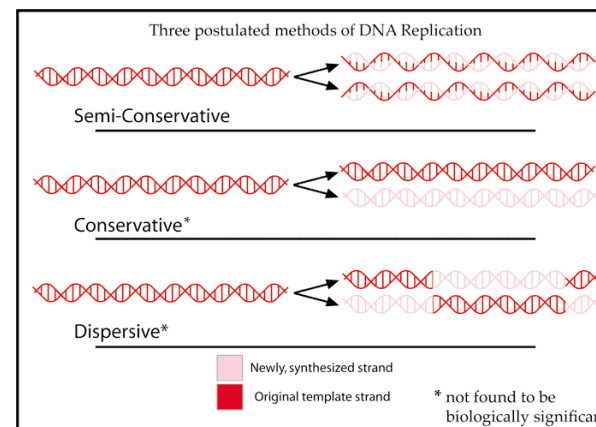 Three postulated methods of DNA Replication
Semi-Conservative
Conservative*
Dispersive*
Newly, synthesized strand
Original template strand
* not found to be
biologically